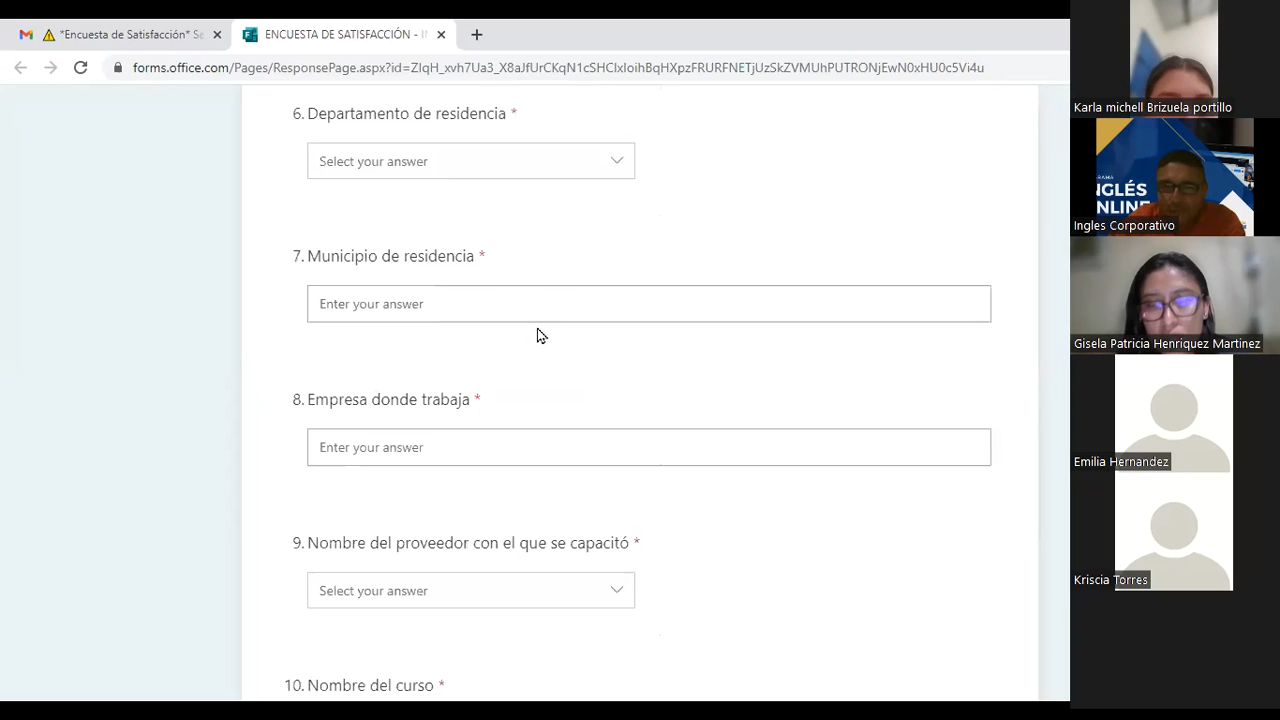 ⚠ *Encuesta de Satisfacción* Se
ENCUESTA DE SATISFACCIÓN - IN
forms.office.com/Pages/ResponsePage.aspx?id=ZIqH_xvh7Ua3_X8aJfUrCKqN1cSHCIxIoihBqHXpzFRURFNETjUzSkZVMUhPUTRONjEwN0xHU0c5Vi4u
6. Departamento de residencia *
Select your answer
7. Municipio de residencia *
Enter your answer
8. Empresa donde trabaja *
Enter your answer
9. Nombre del proveedor con el que se capacitó *
Select your answer
10. Nombre del curso *
Karla michell Brizuela portillo
INGLÉS
ONLINE
Ingles Corporativo
Gisela Patricia Henriquez Martinez
Emilia Hernandez
Kriscia Torres